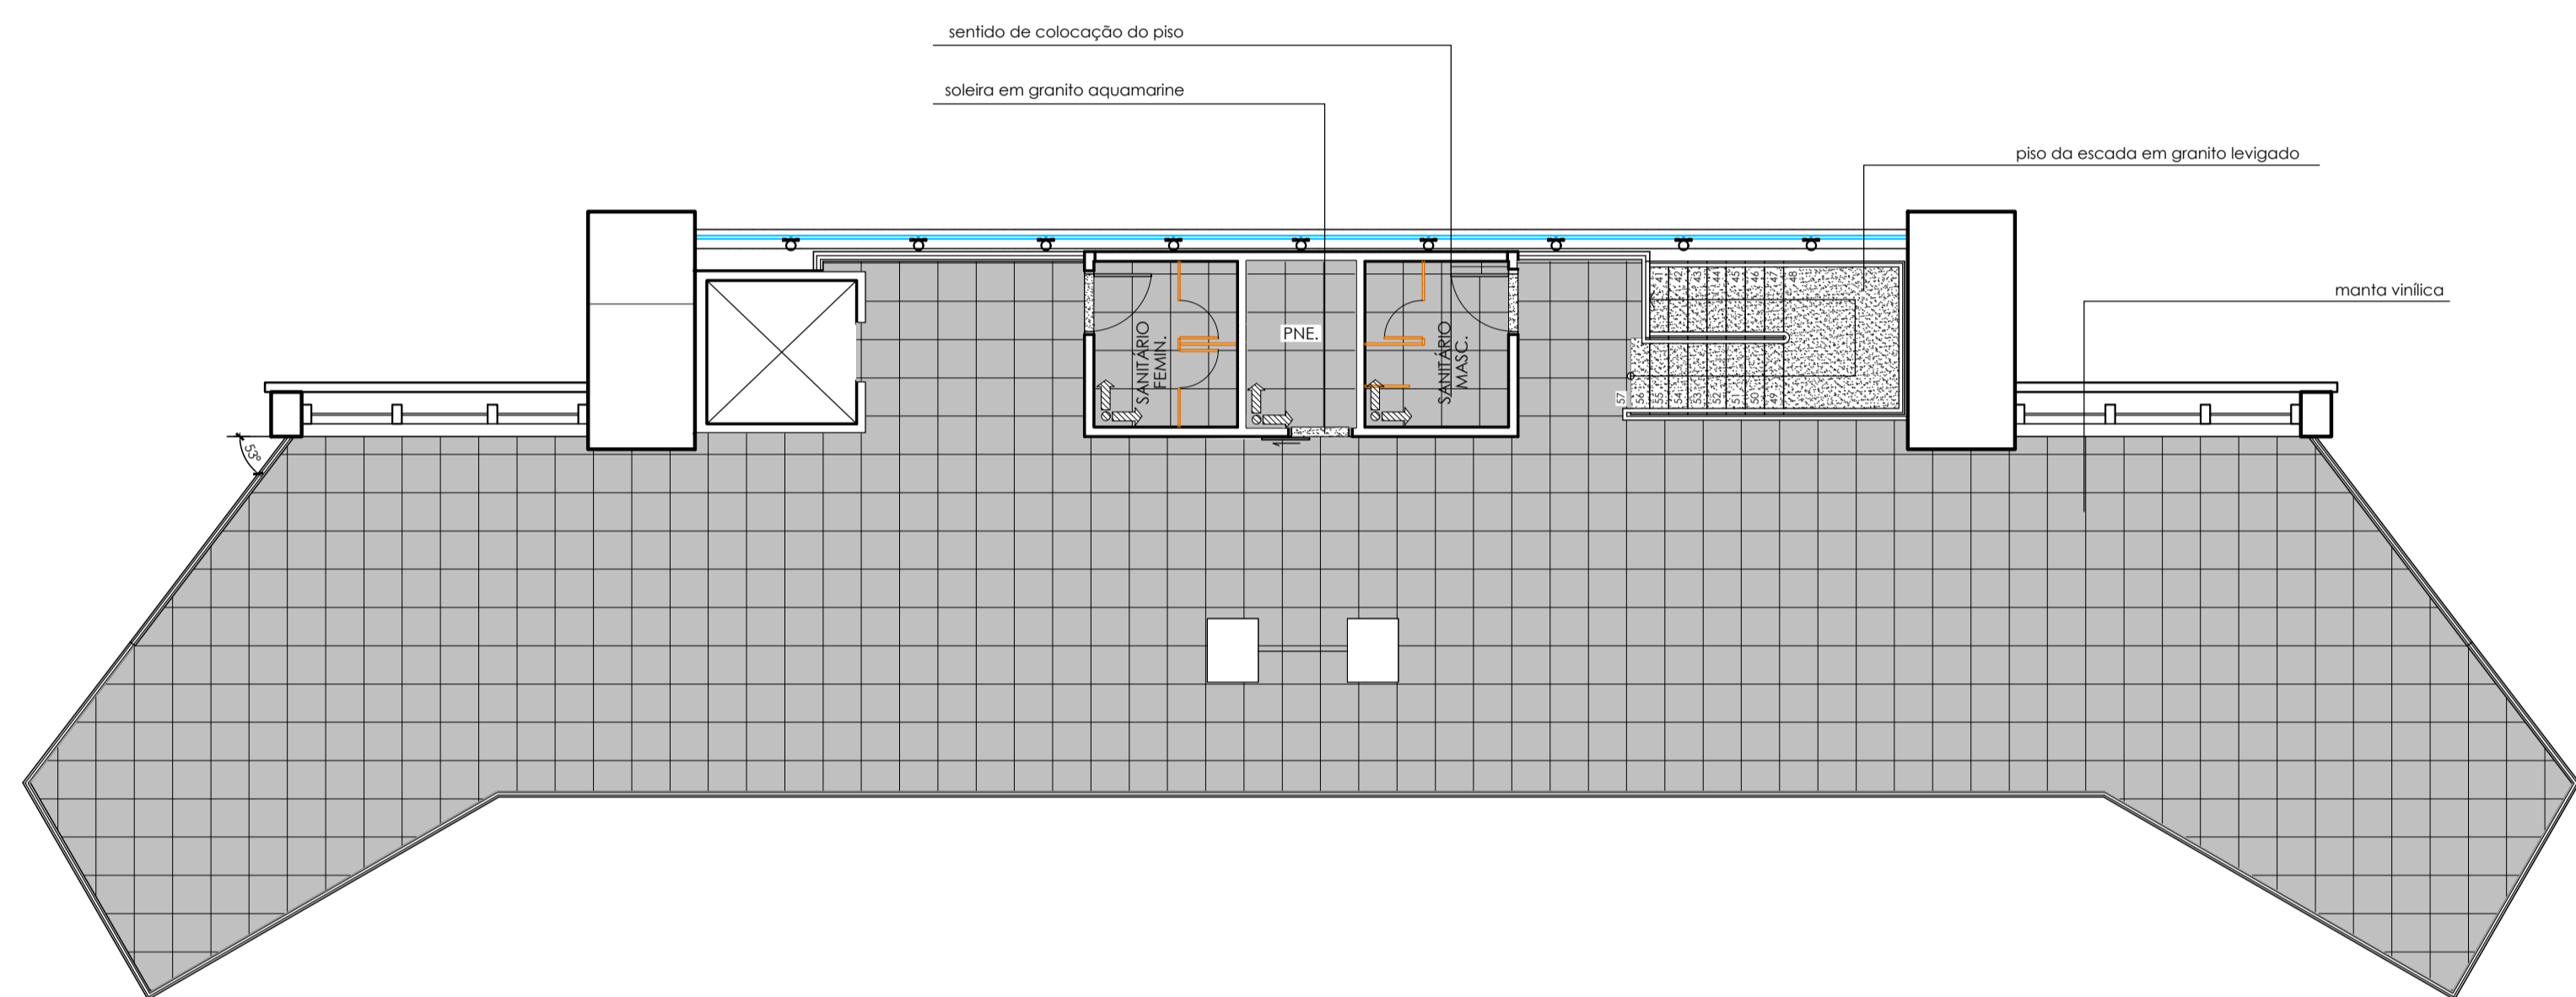 sentido de colocação do piso
soleira em granito aquamarine
piso da escada em granito levigado
manta vinílica
53°
SANITÁRIO
FEMIN.
PNE.
SANITÁRIO
MASC.
41
42
43
44
45
46
47
48
57
56
55
54
53
52
51
50
49